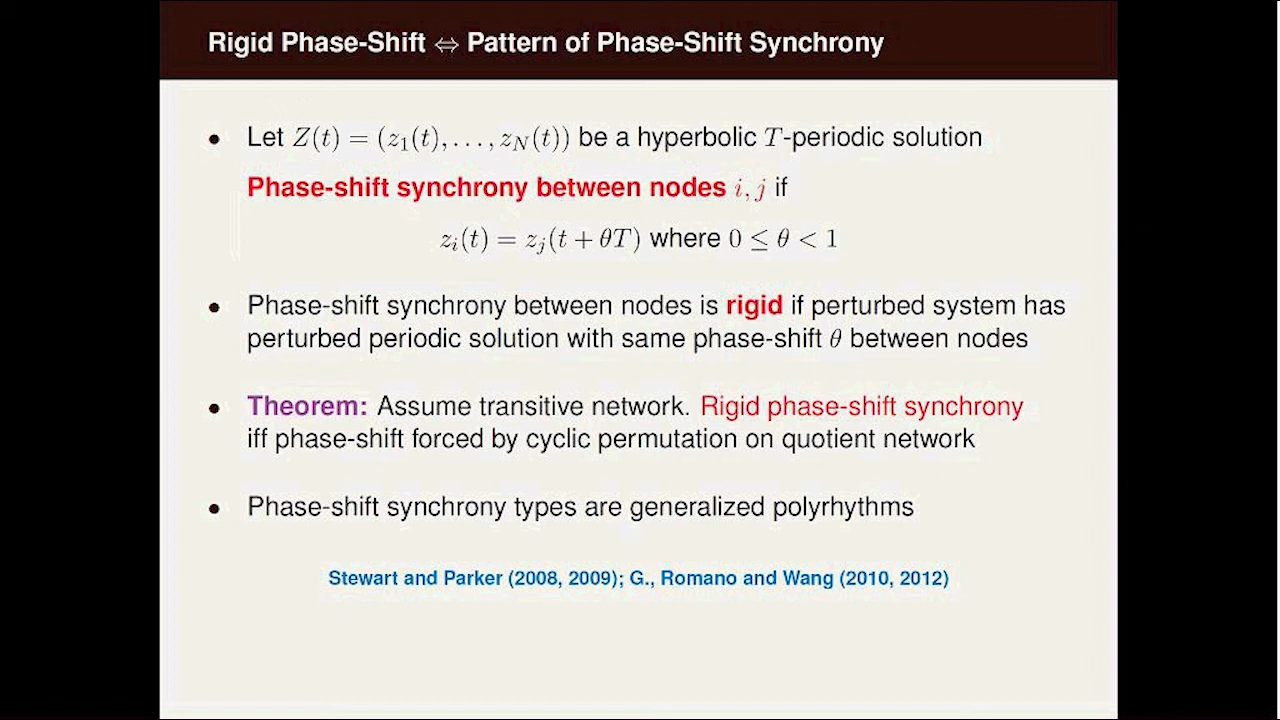 Rigid Phase-Shift ⇔ Pattern of Phase-Shift Synchrony
• Let Z(t) = (z₁(t), . . . , z_N(t)) be a hyperbolic T-periodic solution
Phase-shift synchrony between nodes i, j if
zᵢ(t) = zⱼ(t + θT) where 0 ≤ θ < 1
• Phase-shift synchrony between nodes is rigid if perturbed system has
perturbed periodic solution with same phase-shift θ between nodes
• Theorem: Assume transitive network. Rigid phase-shift synchrony
iff phase-shift forced by cyclic permutation on quotient network
• Phase-shift synchrony types are generalized polyrhythms
Stewart and Parker (2008, 2009); G., Romano and Wang (2010, 2012)